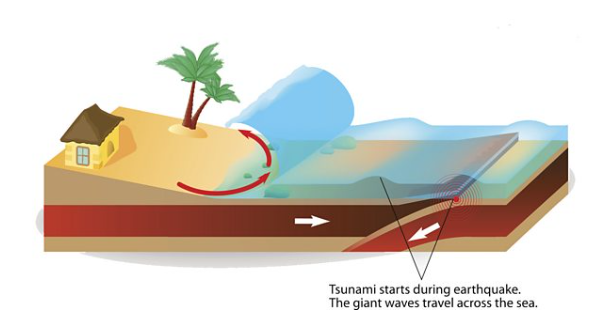 Tsunami starts during earthquake.
The giant waves travel across the sea.